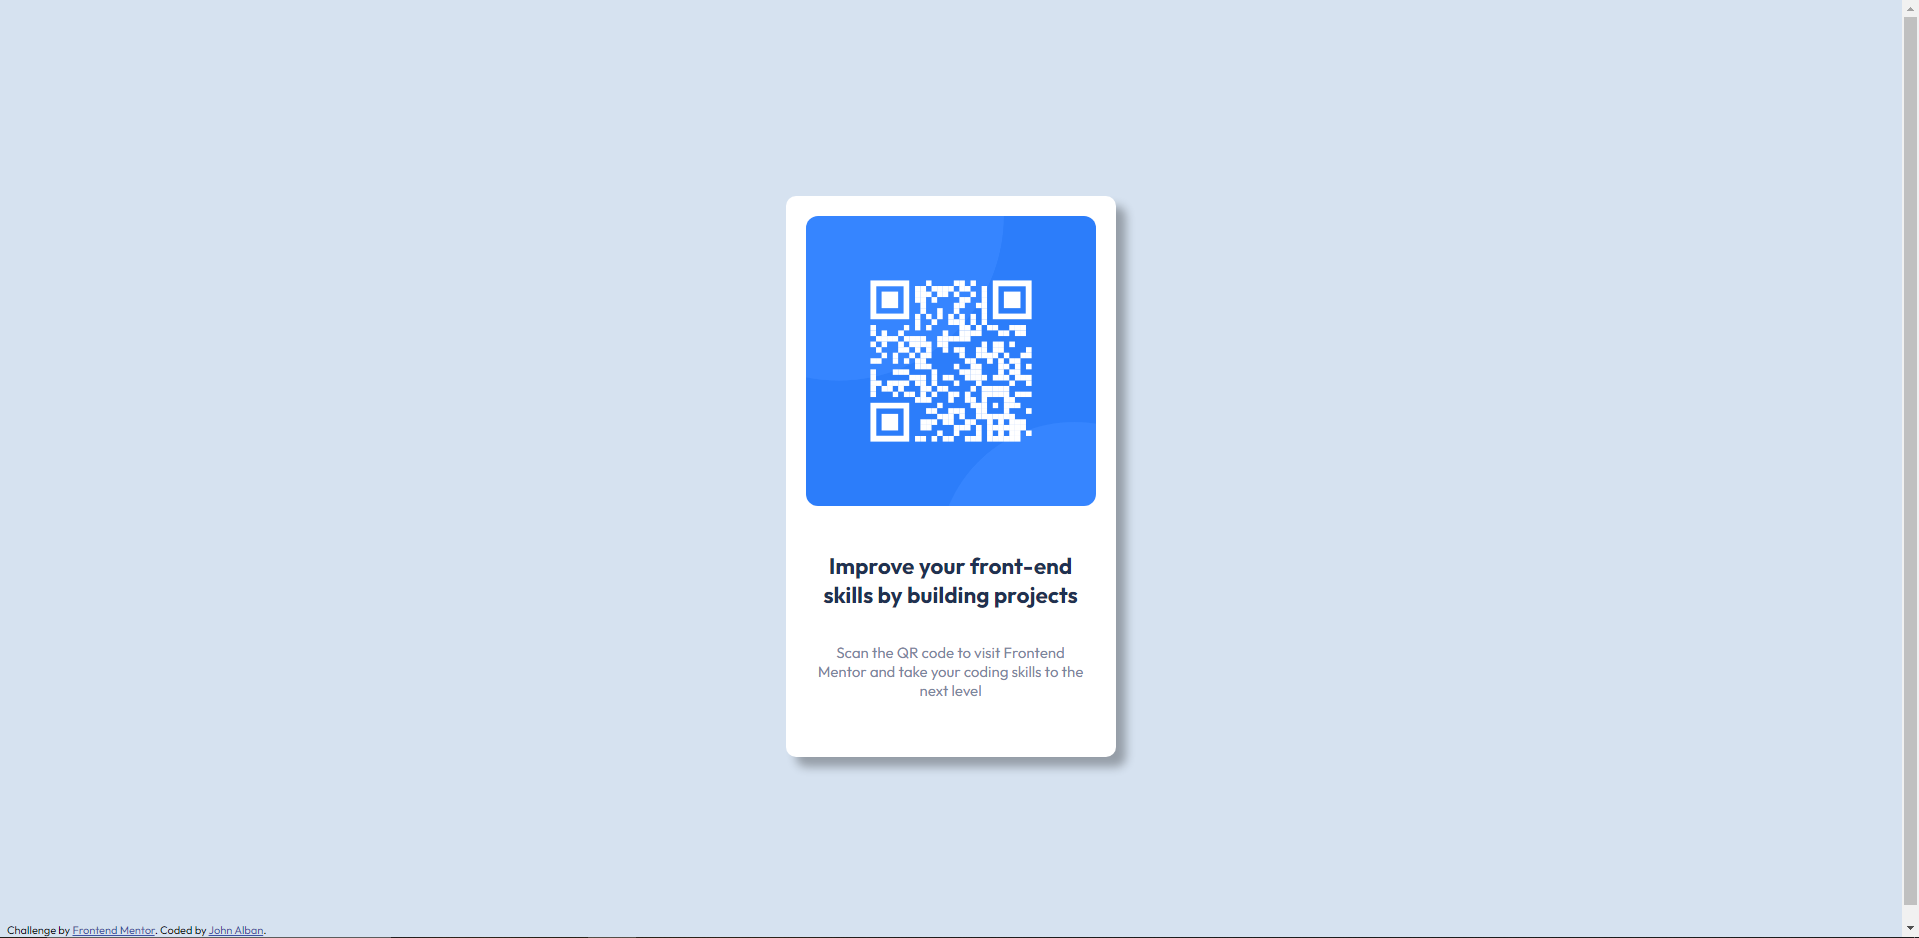 Improve your front-end
skills by building projects
Scan the QR code to visit Frontend
Mentor and take your coding skills to the
next level
Challenge by Frontend Mentor. Coded by John Alban.